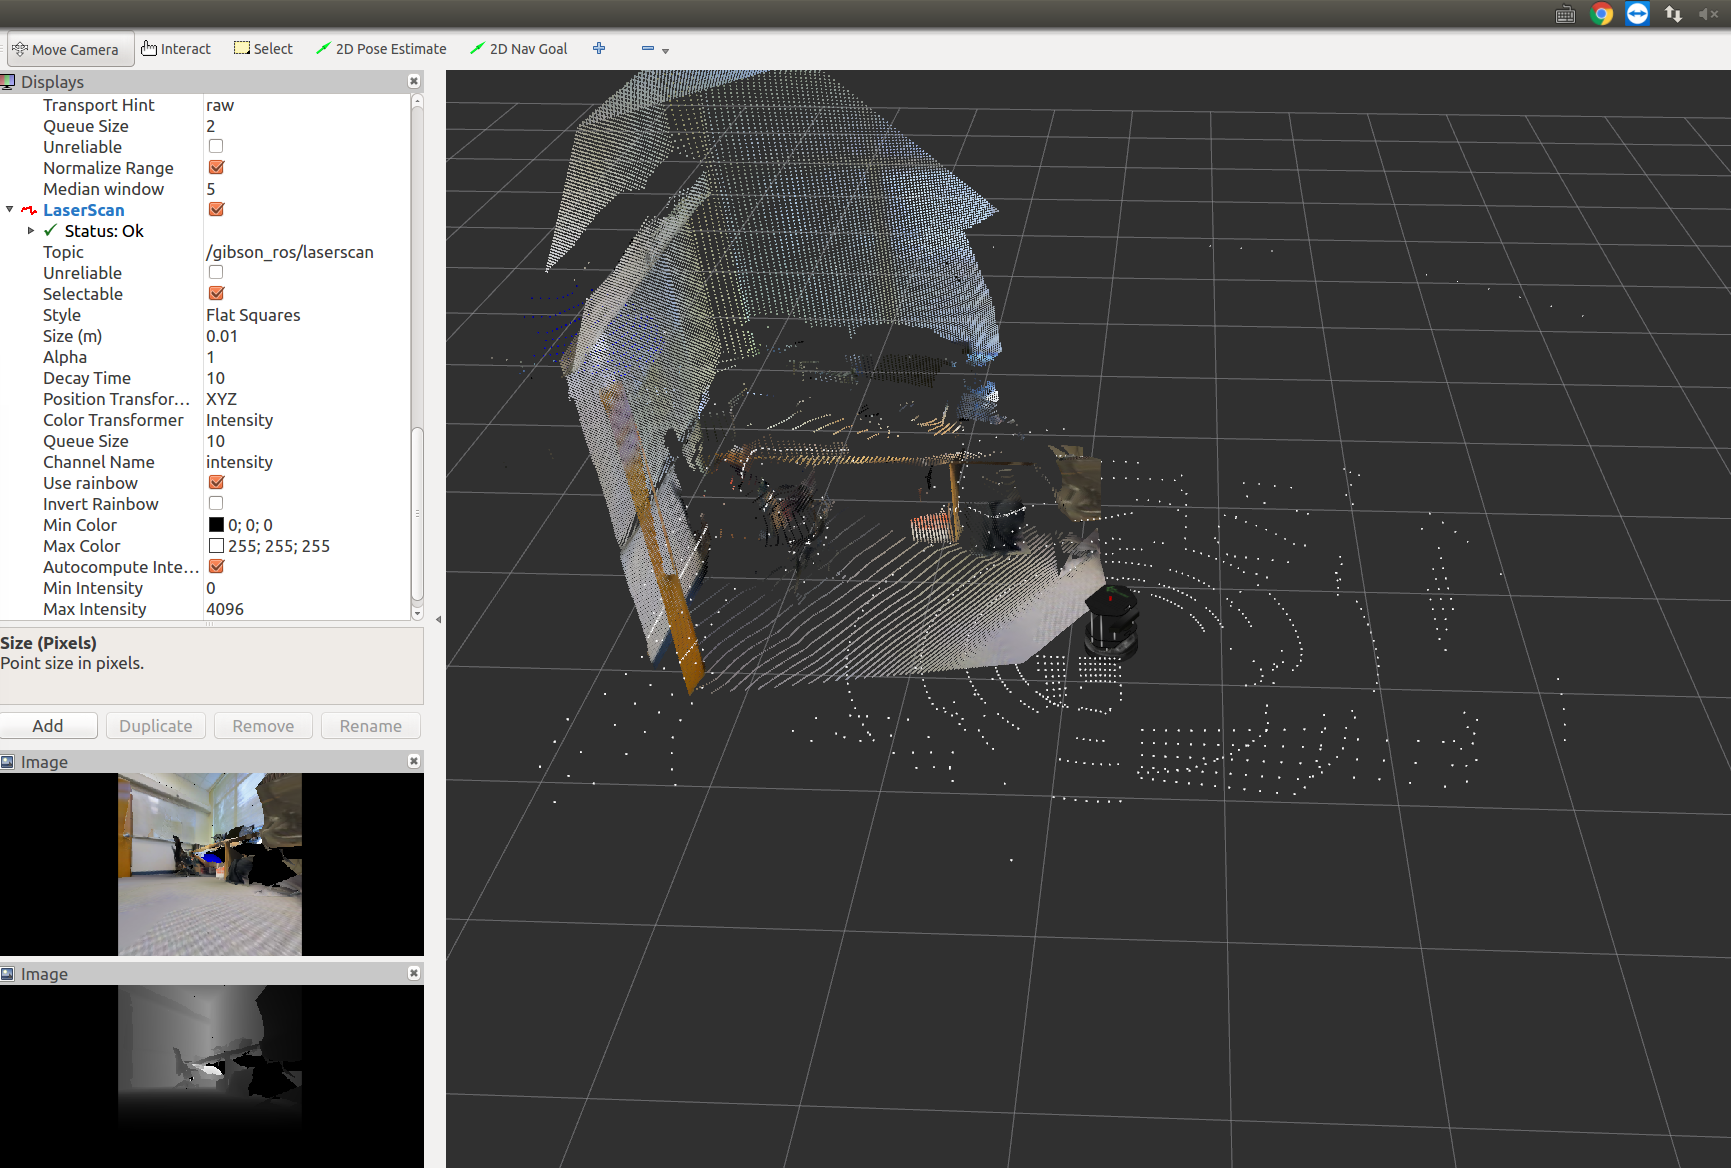 Move Camera Interact Select 2D Pose Estimate 2D Nav Goal
Displays
Transport Hint raw
Queue Size 2
Unreliable
Normalize Range
Median window 5
LaserScan
Status: Ok
Topic /gibson_ros/laserscan
Unreliable
Selectable
Style Flat Squares
Size (m) 0.01
Alpha 1
Decay Time 10
Position Transfor... XYZ
Color Transformer Intensity
Queue Size 10
Channel Name intensity
Use rainbow
Invert Rainbow
Min Color 0; 0; 0
Max Color 255; 255; 255
Autocompute Inte...
Min Intensity 0
Max Intensity 4096
Size (Pixels)
Point size in pixels.
Add Duplicate Remove Rename
Image
Image